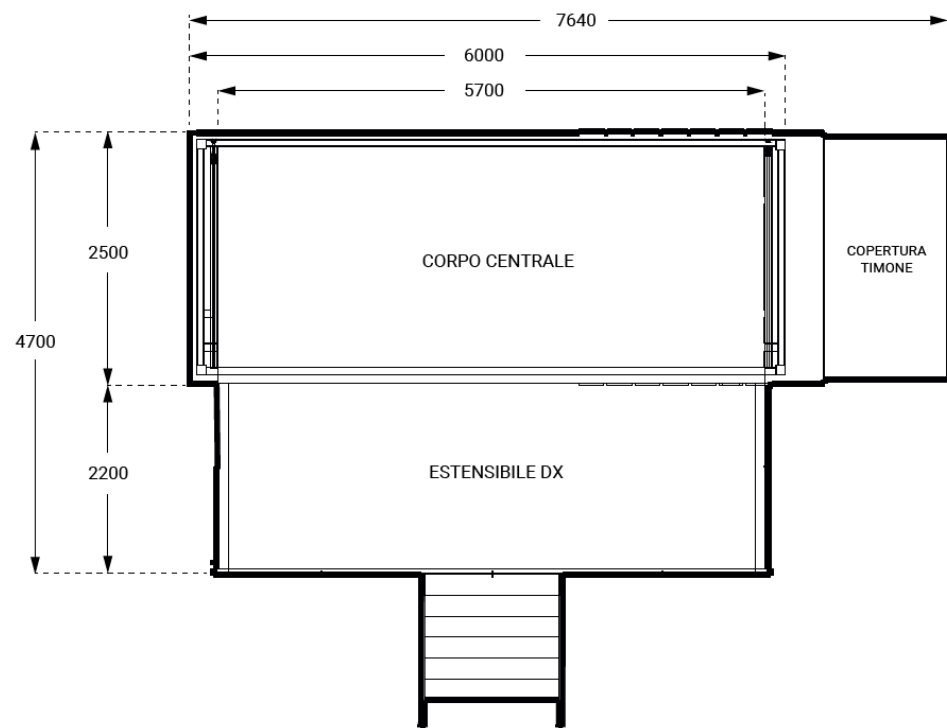 7640
6000
5700
2500
CORPO CENTRALE
COPERTURA
TIMONE
4700
2200
ESTENSIBILE DX